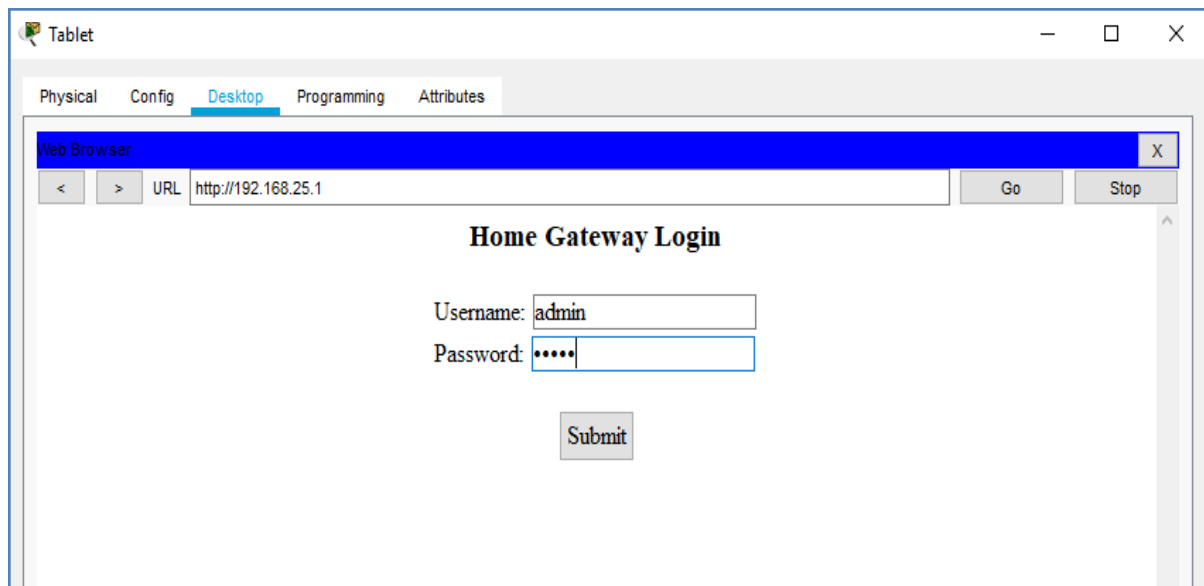 Tablet
Physical Config Desktop Programming Attributes
Web Browser X
< > URL http://192.168.25.1 Go Stop
Home Gateway Login
Username: admin
Password: •••••
Submit